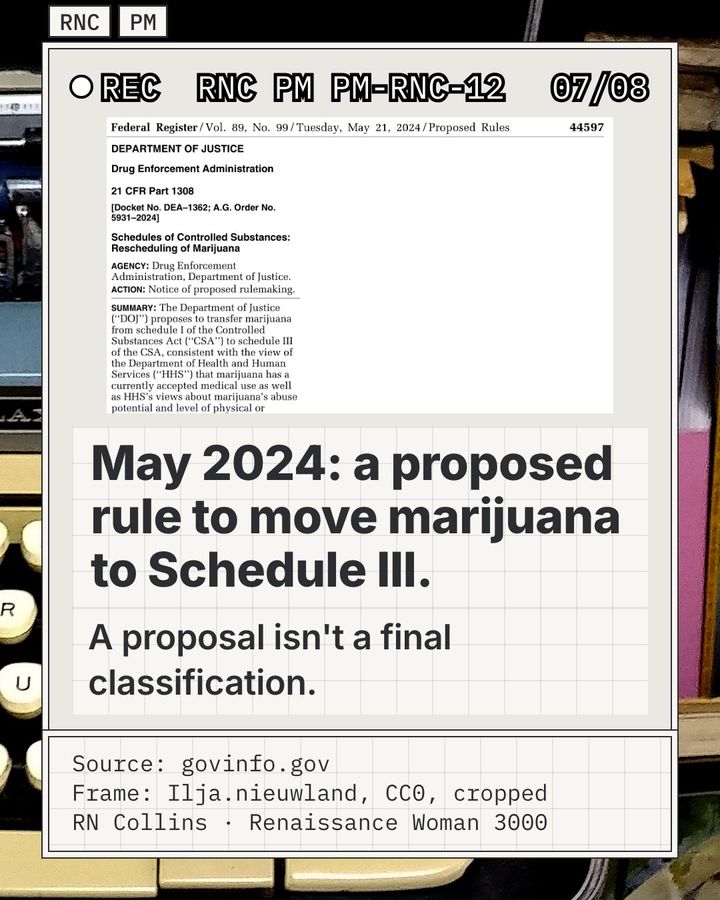 RNC PM
REC RNC PM PM-RNC-12 07/08
Federal Register / Vol. 89, No. 99 / Tuesday, May 21, 2024 / Proposed Rules 44597
DEPARTMENT OF JUSTICE
Drug Enforcement Administration
21 CFR Part 1308
[Docket No. DEA–1362; A.G. Order No.
5931–2024]
Schedules of Controlled Substances:
Rescheduling of Marijuana
AGENCY: Drug Enforcement
Administration, Department of Justice.
ACTION: Notice of proposed rulemaking.
SUMMARY: The Department of Justice
(‘‘DOJ’’) proposes to transfer marijuana
from schedule I of the Controlled
Substances Act (‘‘CSA’’) to schedule III
of the CSA, consistent with the view of
the Department of Health and Human
Services (‘‘HHS’’) that marijuana has a
currently accepted medical use as well
as HHS’s views about marijuana’s abuse
potential and level of physical or
May 2024: a proposed
rule to move marijuana
to Schedule III.
A proposal isn't a final
classification.
R
U
Source: govinfo.gov
Frame: Ilja.nieuwland, CC0, cropped
RN Collins · Renaissance Woman 3000